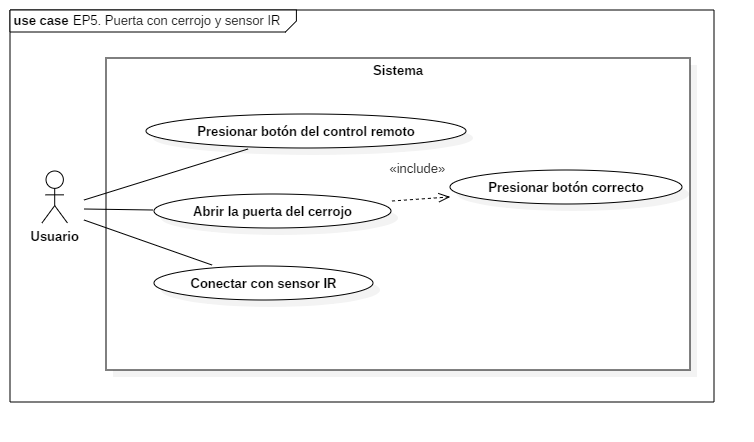 use case EP5. Puerta con cerrojo y sensor IR
Sistema
Presionar botón del control remoto
«include»
Presionar botón correcto
Abrir la puerta del cerrojo
Usuario
Conectar con sensor IR